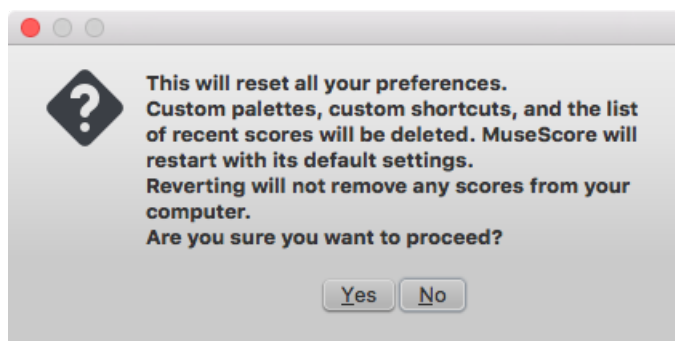 This will reset all your preferences.
Custom palettes, custom shortcuts, and the list
of recent scores will be deleted. MuseScore will
restart with its default settings.
Reverting will not remove any scores from your
computer.
Are you sure you want to proceed?
Yes No